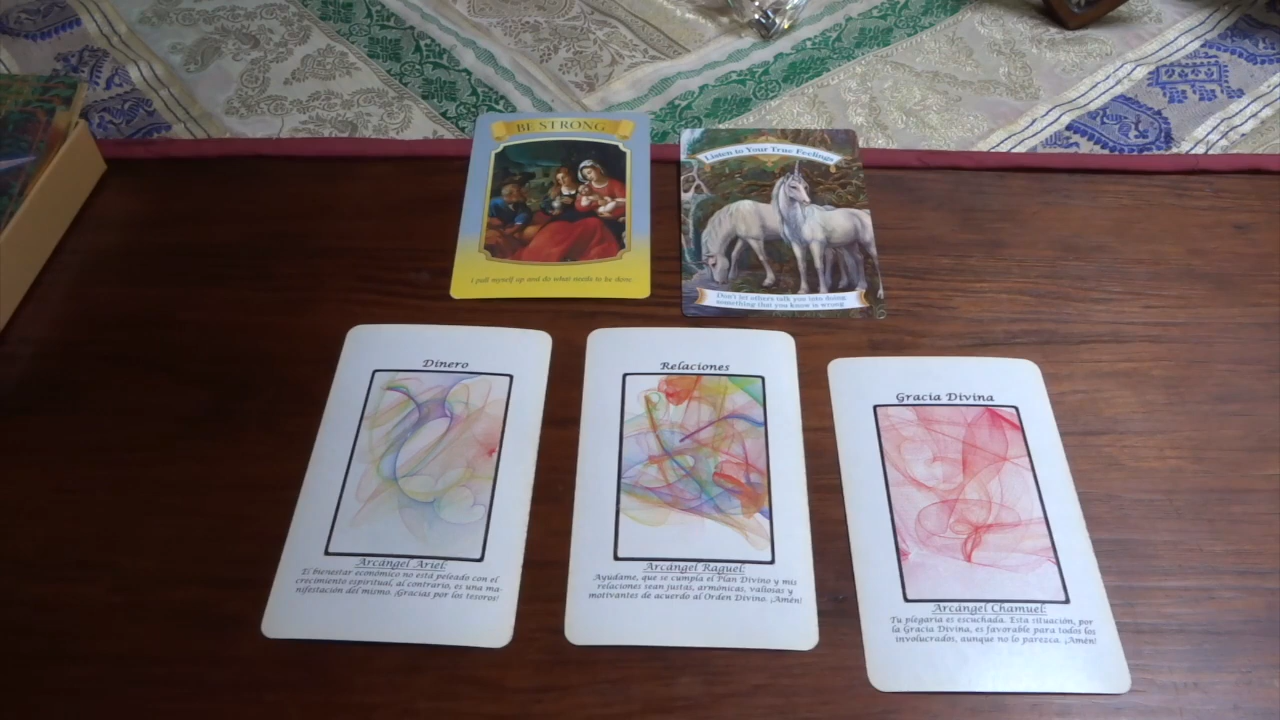 BE STRONG
I pull myself up and do what needs to be done.
Listen to Your True Feelings
Don't let others talk you into doing
something that you know is wrong
Dinero
Arcángel Ariel:
El bienestar económico no está peleado con el
crecimiento espiritual, al contrario, es una ma-
nifestación del mismo. ¡Gracias por los tesoros!
Relaciones
Arcángel Raguel:
Ayúdame, que se cumpla el Plan Divino y mis
relaciones sean justas, armónicas, valiosas y
motivantes de acuerdo al Orden Divino. ¡Amén!
Gracia Divina
Arcángel Chamuel:
Tu plegaria es escuchada. Esta situación, por
la Gracia Divina, es favorable para todos los
involucrados, aunque no lo parezca. ¡Amén!